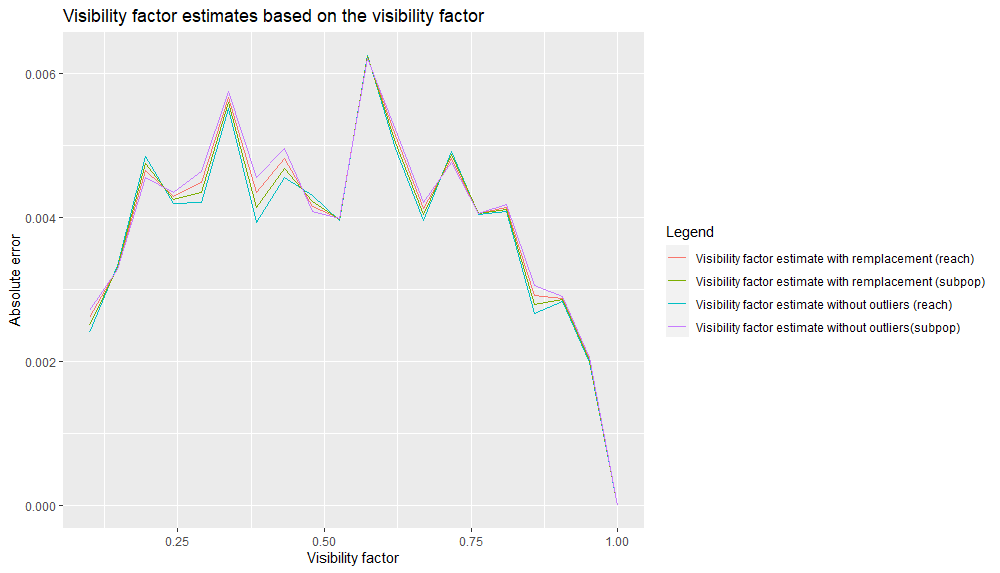 Visibility factor estimates based on the visibility factor
Absolute error
0.006
0.004
0.002
0.000
0.25
0.50
0.75
1.00
Visibility factor
Legend
Visibility factor estimate with remplacement (reach)
Visibility factor estimate with remplacement (subpop)
Visibility factor estimate without outliers (reach)
Visibility factor estimate without outliers(subpop)